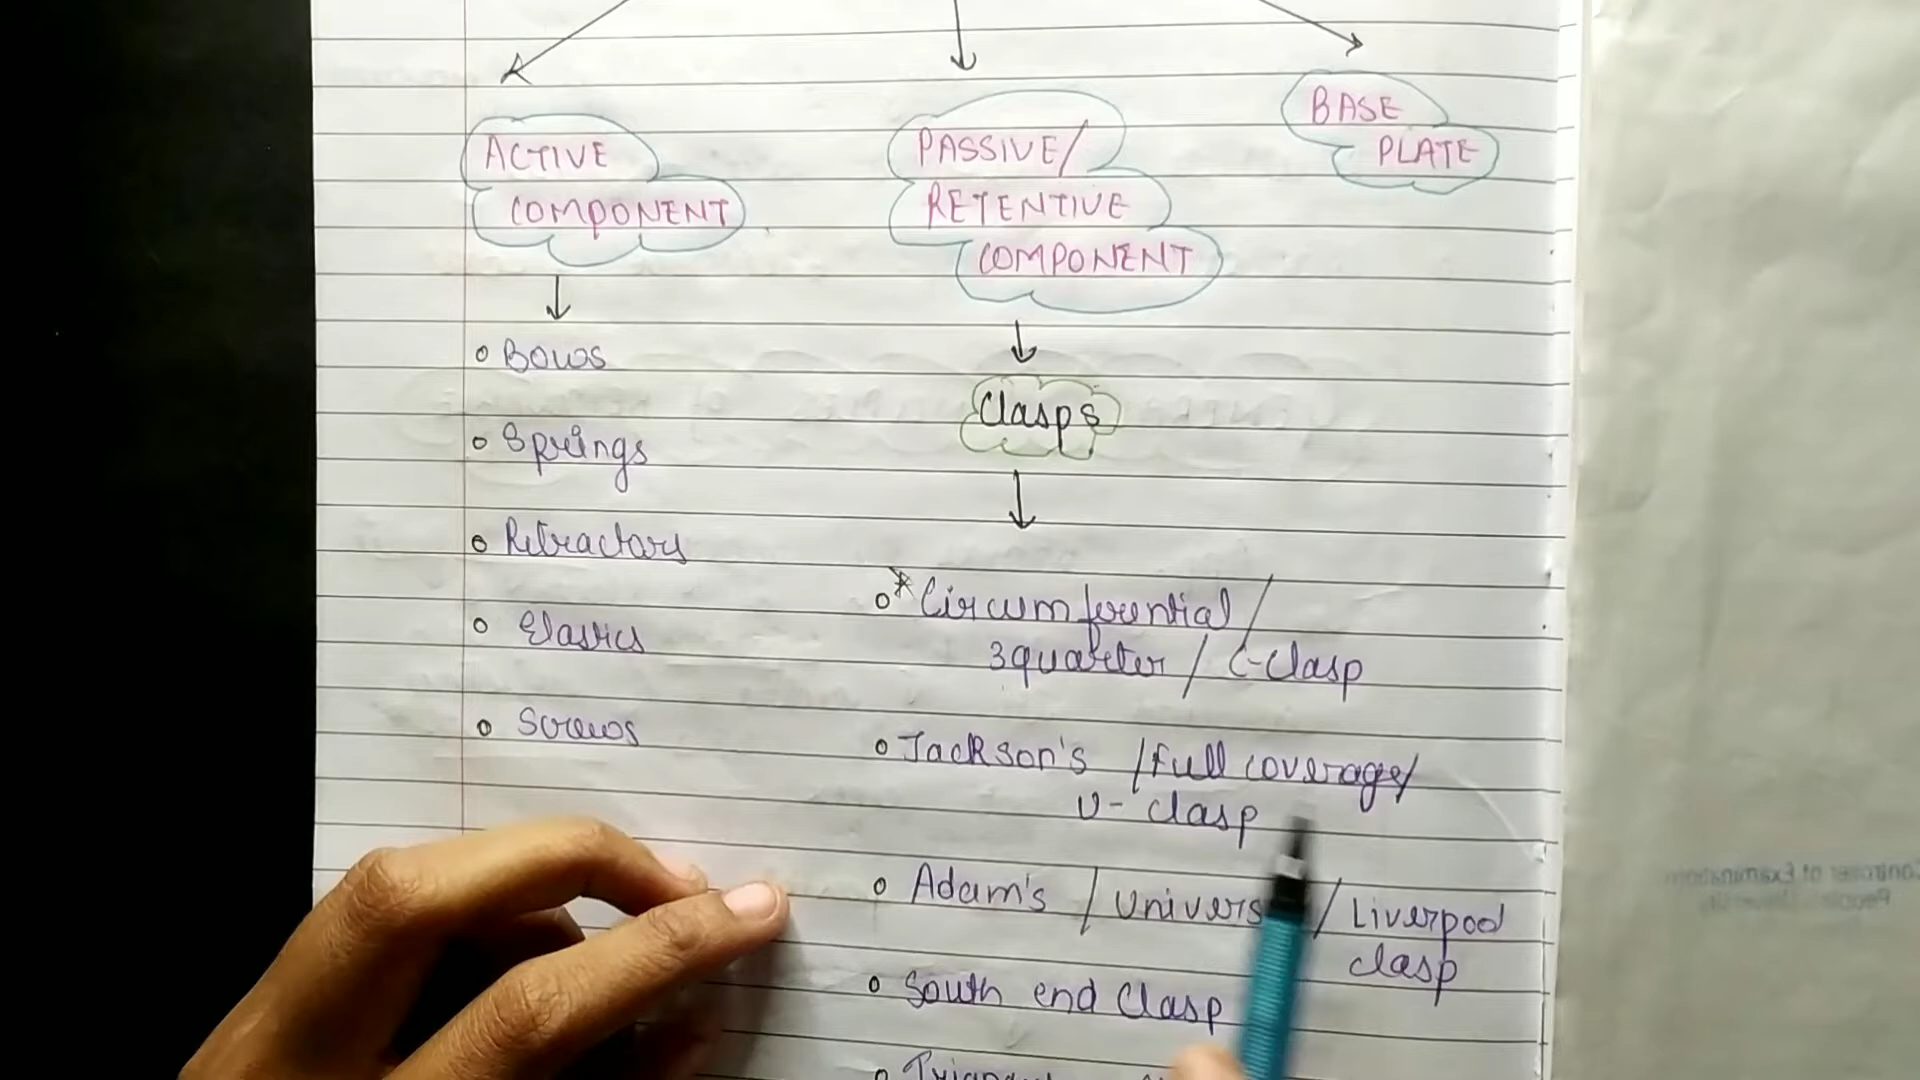 ACTIVE
COMPONENT
• Bows
• Springs
• Retractors
• Elastics
• Screws
PASSIVE/
RETENTIVE
COMPONENT
Clasps
•* Circumferential /
3quarter / C-Clasp
• Jackson's / Full coverage/
U- clasp
• Adam's / / Liverpool
clasp
• South end Clasp
BASE
PLATE